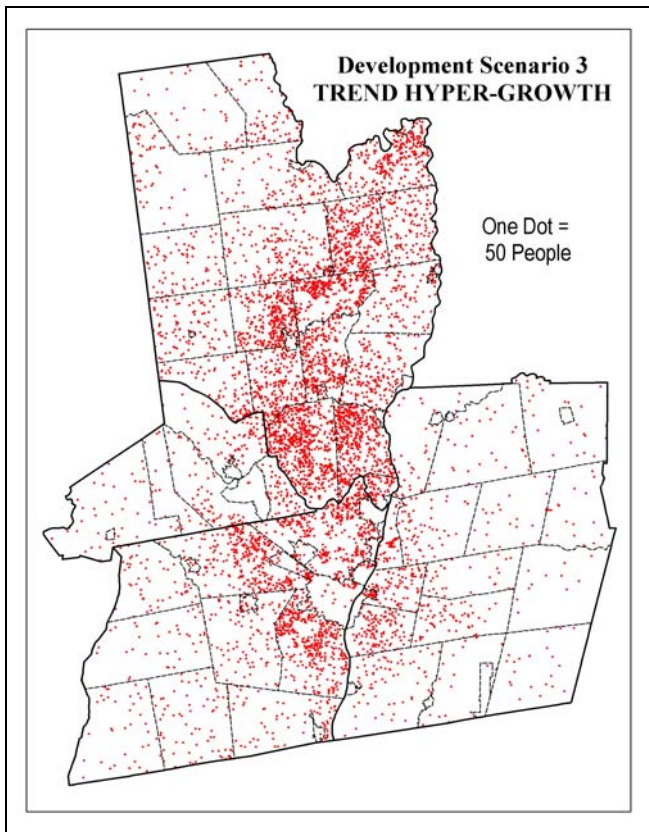 Development Scenario 3
TREND HYPER-GROWTH
One Dot =
50 People